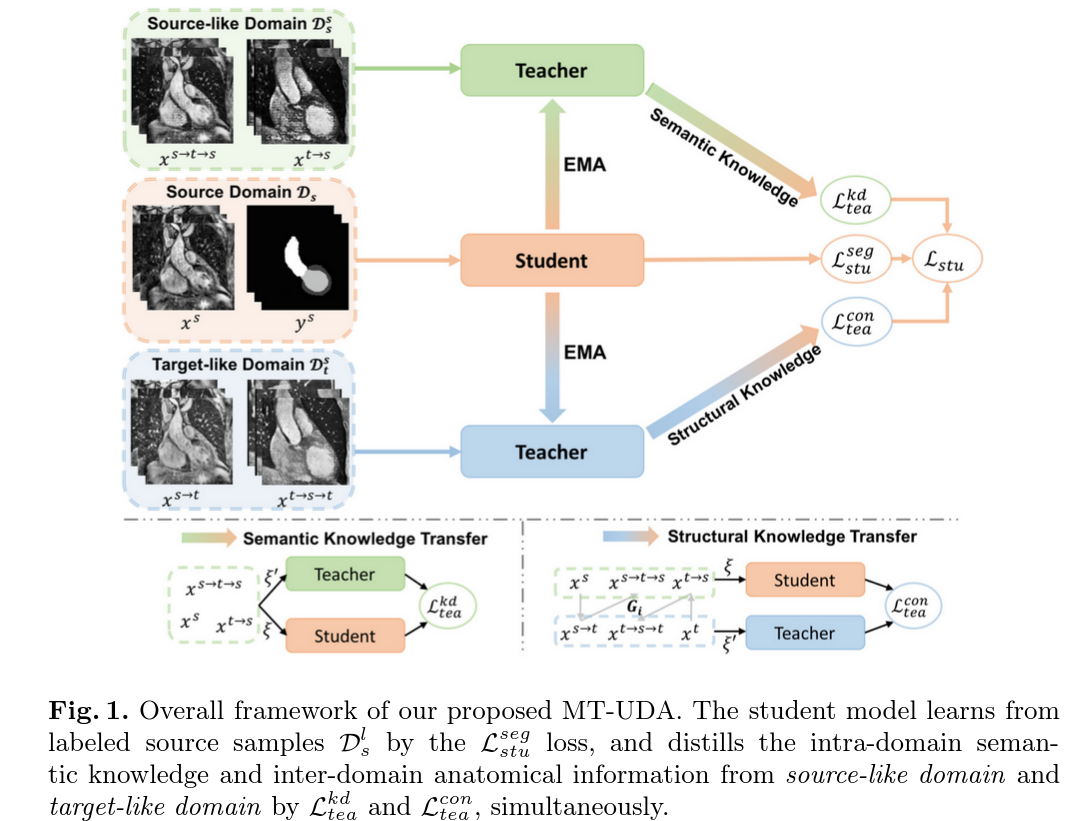 Source-like Domain 𝒟ₛˢ
x^{s→t→s}
x^{t→s}
Teacher
Semantic Knowledge
EMA
ℒ_{tea}^{kd}
Source Domain 𝒟ₛ
x^s
y^s
Student
ℒ_{stu}^{seg}
ℒ_{stu}
EMA
ℒ_{tea}^{con}
Target-like Domain 𝒟ₜˢ
x^{s→t}
x^{t→s→t}
Teacher
Structural Knowledge
Semantic Knowledge Transfer
x^{s→t→s}
x^s x^{t→s}
ξ′
ξ
Teacher
Student
ℒ_{tea}^{kd}
Structural Knowledge Transfer
x^s x^{s→t→s} x^{t→s}
G_i
x^{s→t} x^{t→s→t} x^t
ξ
ξ′
Student
Teacher
ℒ_{tea}^{con}
Fig. 1. Overall framework of our proposed MT-UDA. The student model learns from
labeled source samples 𝒟ₛˡ by the ℒ_{stu}^{seg} loss, and distills the intra-domain seman-
tic knowledge and inter-domain anatomical information from source-like domain and
target-like domain by ℒ_{tea}^{kd} and ℒ_{tea}^{con}, simultaneously.